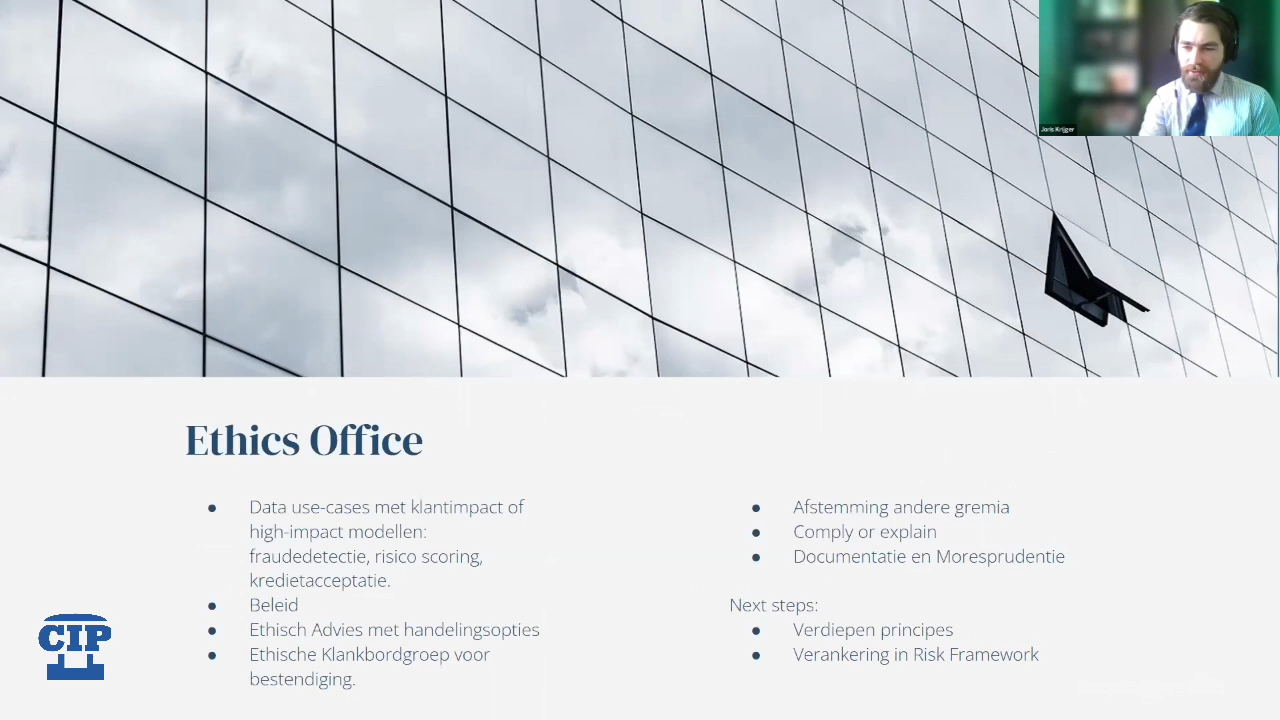 Joris Krijger
Ethics Office
● Data use-cases met klantimpact of
high-impact modellen:
fraudedetectie, risico scoring,
kredietacceptatie.
● Beleid
● Ethisch Advies met handelingsopties
● Ethische Klankbordgroep voor
bestendiging.
● Afstemming andere gremia
● Comply or explain
● Documentatie en Moresprudentie
Next steps:
● Verdiepen principes
● Verankering in Risk Framework
CIP